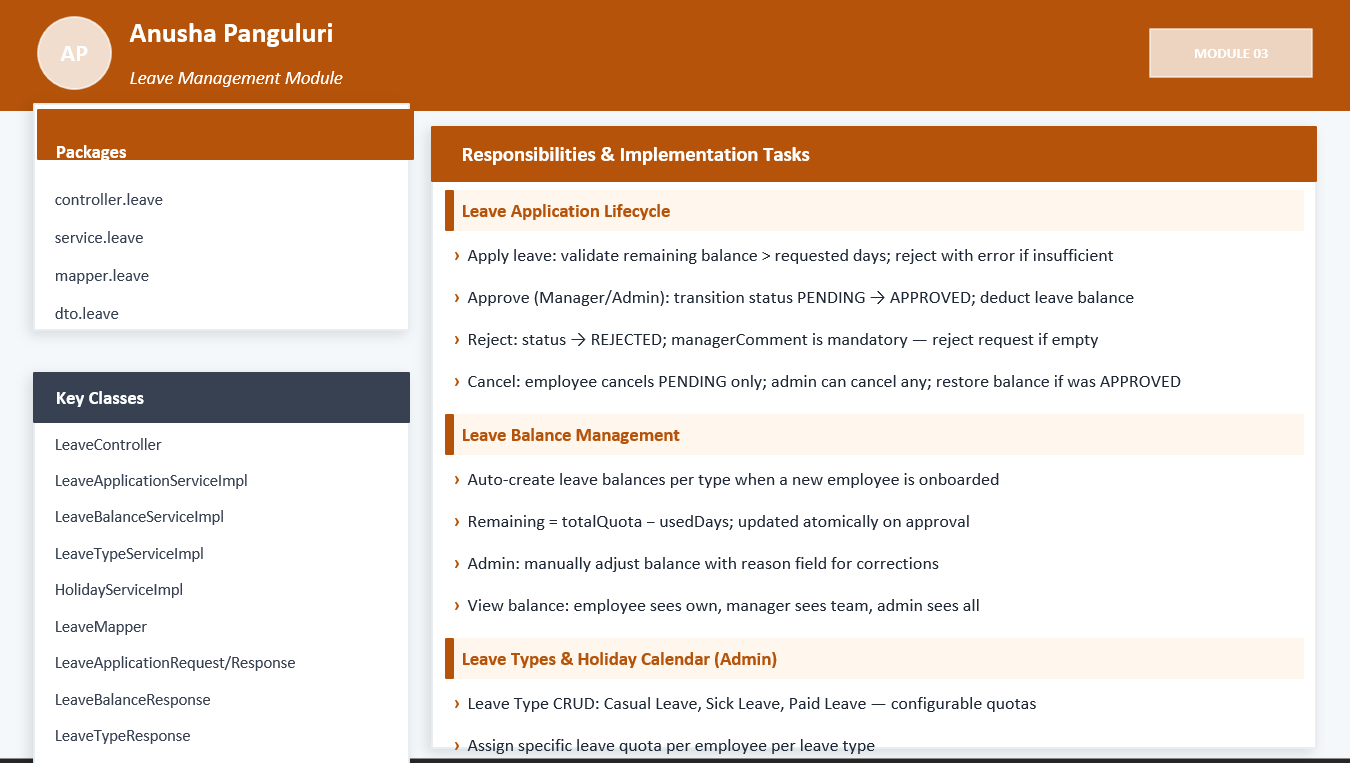 AP
Anusha Panguluri
Leave Management Module
MODULE 03
Packages
controller.leave
service.leave
mapper.leave
dto.leave
Key Classes
LeaveController
LeaveApplicationServiceImpl
LeaveBalanceServiceImpl
LeaveTypeServiceImpl
HolidayServiceImpl
LeaveMapper
LeaveApplicationRequest/Response
LeaveBalanceResponse
LeaveTypeResponse
Responsibilities & Implementation Tasks
Leave Application Lifecycle
› Apply leave: validate remaining balance > requested days; reject with error if insufficient
› Approve (Manager/Admin): transition status PENDING → APPROVED; deduct leave balance
› Reject: status → REJECTED; managerComment is mandatory — reject request if empty
› Cancel: employee cancels PENDING only; admin can cancel any; restore balance if was APPROVED
Leave Balance Management
› Auto-create leave balances per type when a new employee is onboarded
› Remaining = totalQuota − usedDays; updated atomically on approval
› Admin: manually adjust balance with reason field for corrections
› View balance: employee sees own, manager sees team, admin sees all
Leave Types & Holiday Calendar (Admin)
› Leave Type CRUD: Casual Leave, Sick Leave, Paid Leave — configurable quotas
› Assign specific leave quota per employee per leave type